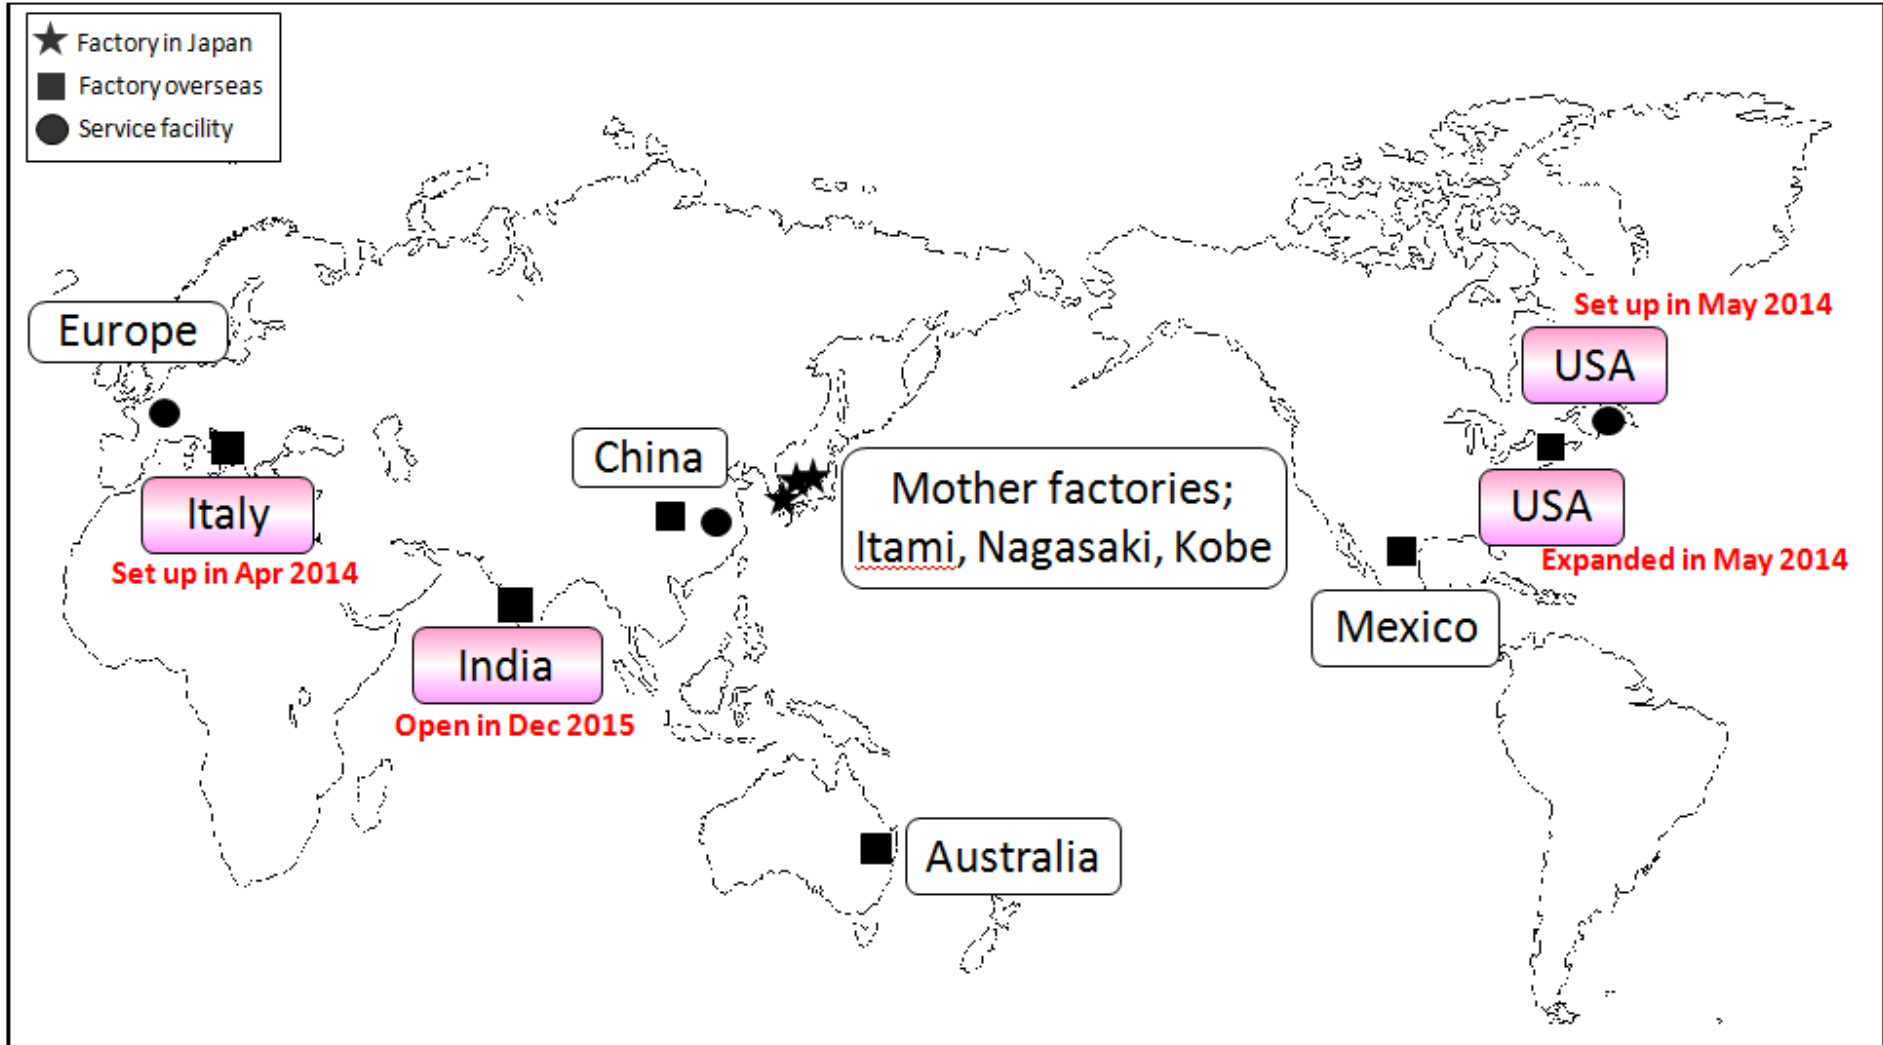 Factory in Japan
Factory overseas
Service facility
Europe
Italy
Set up in Apr 2014
China
India
Open in Dec 2015
Mother factories;
Itami, Nagasaki, Kobe
Australia
Set up in May 2014
USA
USA
Expanded in May 2014
Mexico